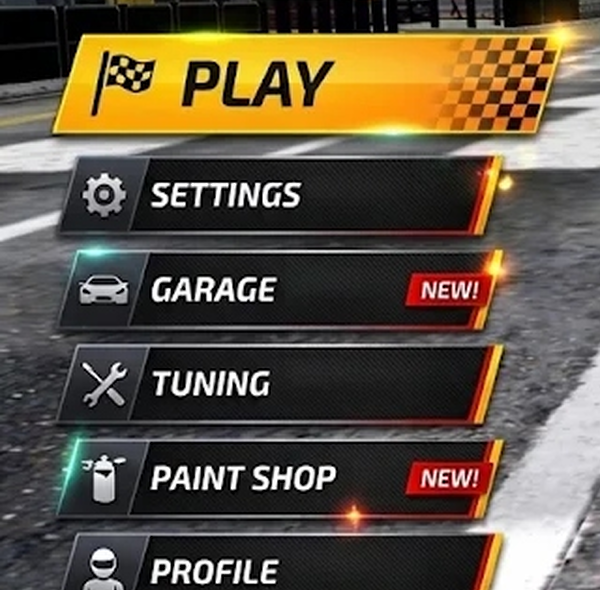 PLAY
SETTINGS
GARAGE NEW!
TUNING
PAINT SHOP NEW!
PROFILE